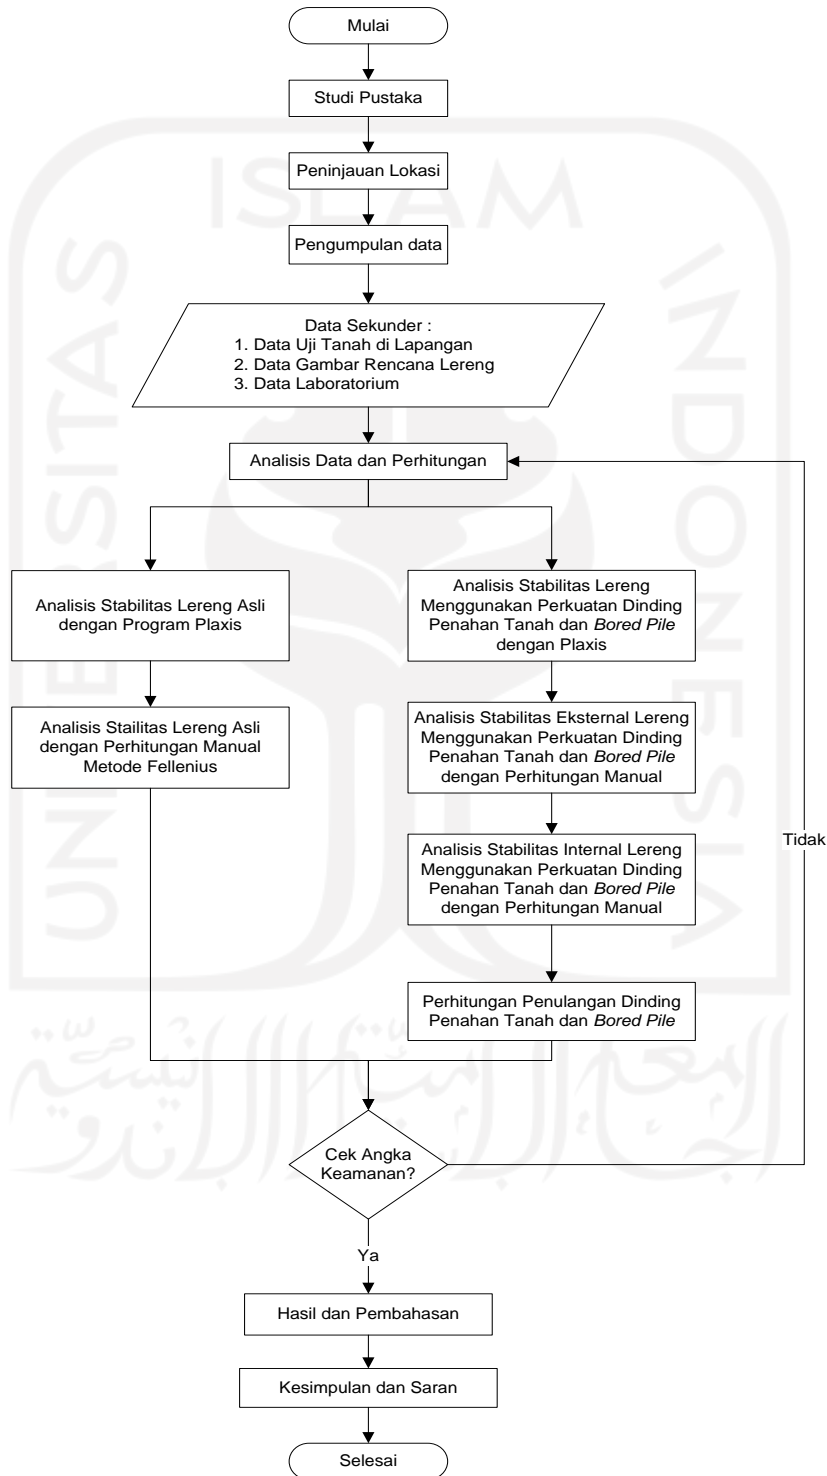 Mulai
Studi Pustaka
Peninjauan Lokasi
Pengumpulan data
Data Sekunder :
1. Data Uji Tanah di Lapangan
2. Data Gambar Rencana Lereng
3. Data Laboratorium
Analisis Data dan Perhitungan
Analisis Stabilitas Lereng Asli
dengan Program Plaxis
Analisis Stailitas Lereng Asli
dengan Perhitungan Manual
Metode Fellenius
Analisis Stabilitas Lereng
Menggunakan Perkuatan Dinding
Penahan Tanah dan Bored Pile
dengan Plaxis
Analisis Stabilitas Eksternal Lereng
Menggunakan Perkuatan Dinding
Penahan Tanah dan Bored Pile
dengan Perhitungan Manual
Analisis Stabilitas Internal Lereng
Menggunakan Perkuatan Dinding
Penahan Tanah dan Bored Pile
dengan Perhitungan Manual
Perhitungan Penulangan Dinding
Penahan Tanah dan Bored Pile
Tidak
Cek Angka
Keamanan?
Ya
Hasil dan Pembahasan
Kesimpulan dan Saran
Selesai
UNIVERSITAS
ISLAM
INDONESIA